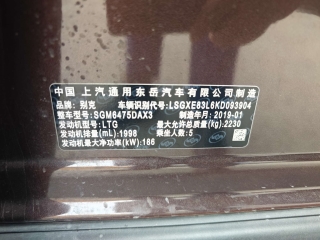 中国 上汽通用东岳汽车有限公司制造
品牌: 别克 车辆识别代号: LSGXE83L6KD093904
整车型号: SGM6475DAX3 制造年月: 2019-01
发动机型号: LTG 最大允许总质量(kg): 2230
发动机排量(mL): 1998 乘坐人数: 5
发动机最大净功率(kW): 186